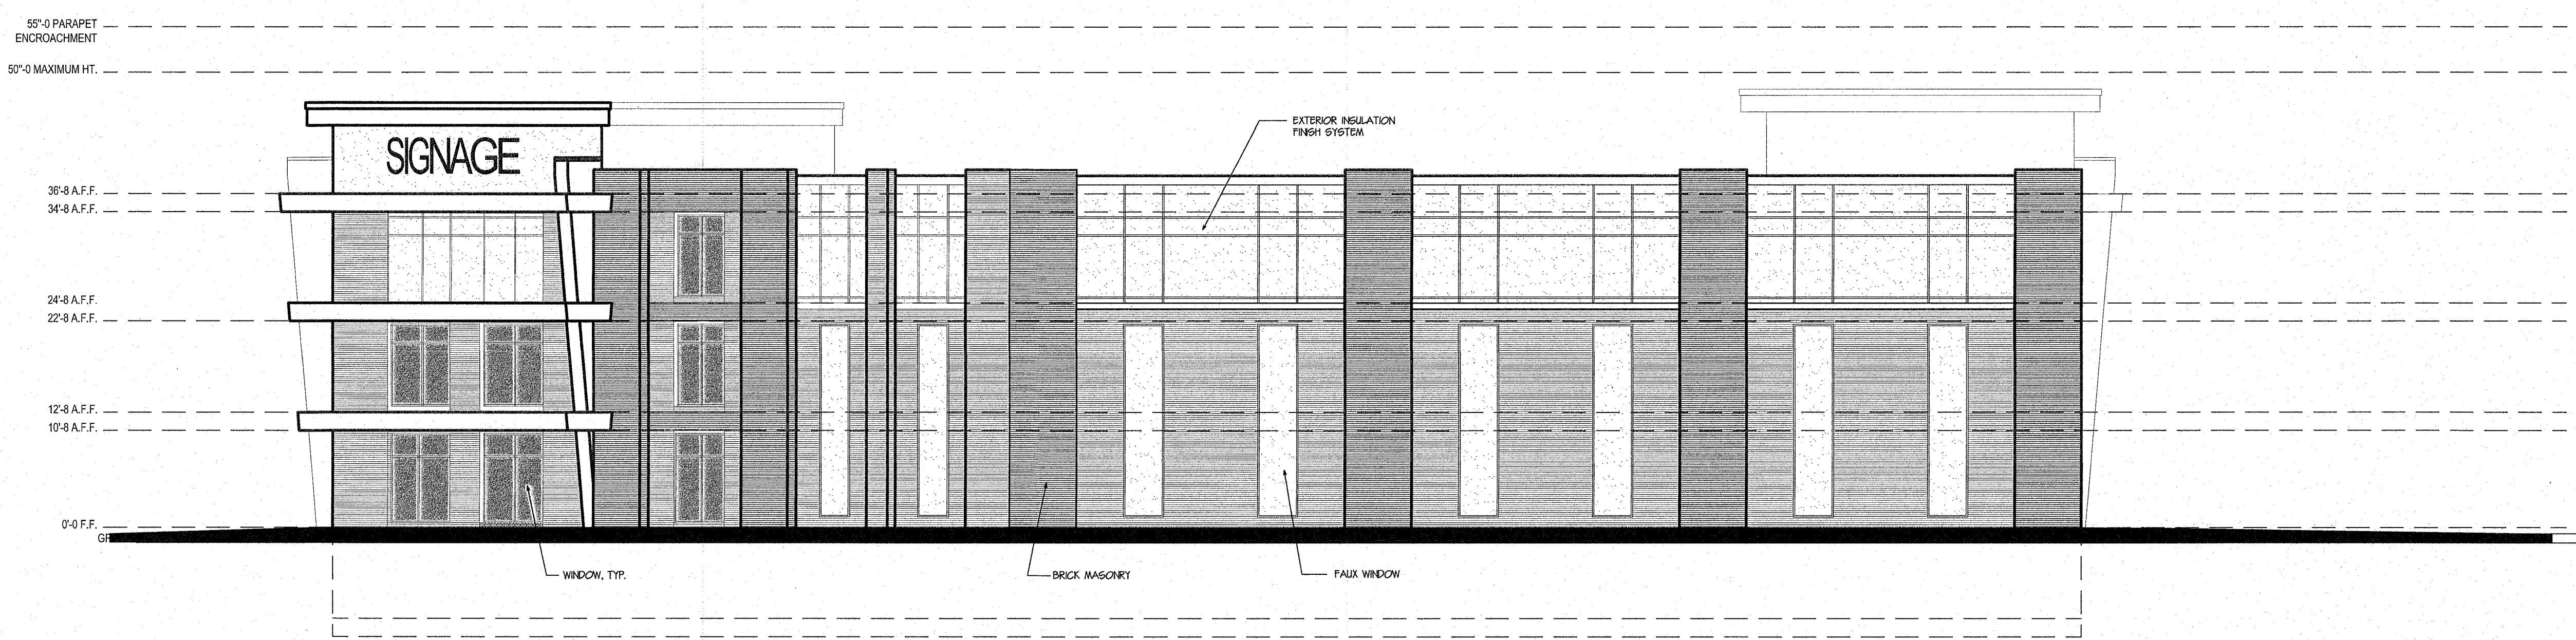 55"-0 PARAPET
ENCROACHMENT
50"-0 MAXIMUM HT.
EXTERIOR INSULATION
FINISH SYSTEM
SIGNAGE
36'-8 A.F.F.
34'-8 A.F.F.
24'-8 A.F.F.
22'-8 A.F.F.
12'-8 A.F.F.
10'-8 A.F.F.
0'-0 F.F.
WINDOW, TYP.
BRICK MASONRY
FAUX WINDOW